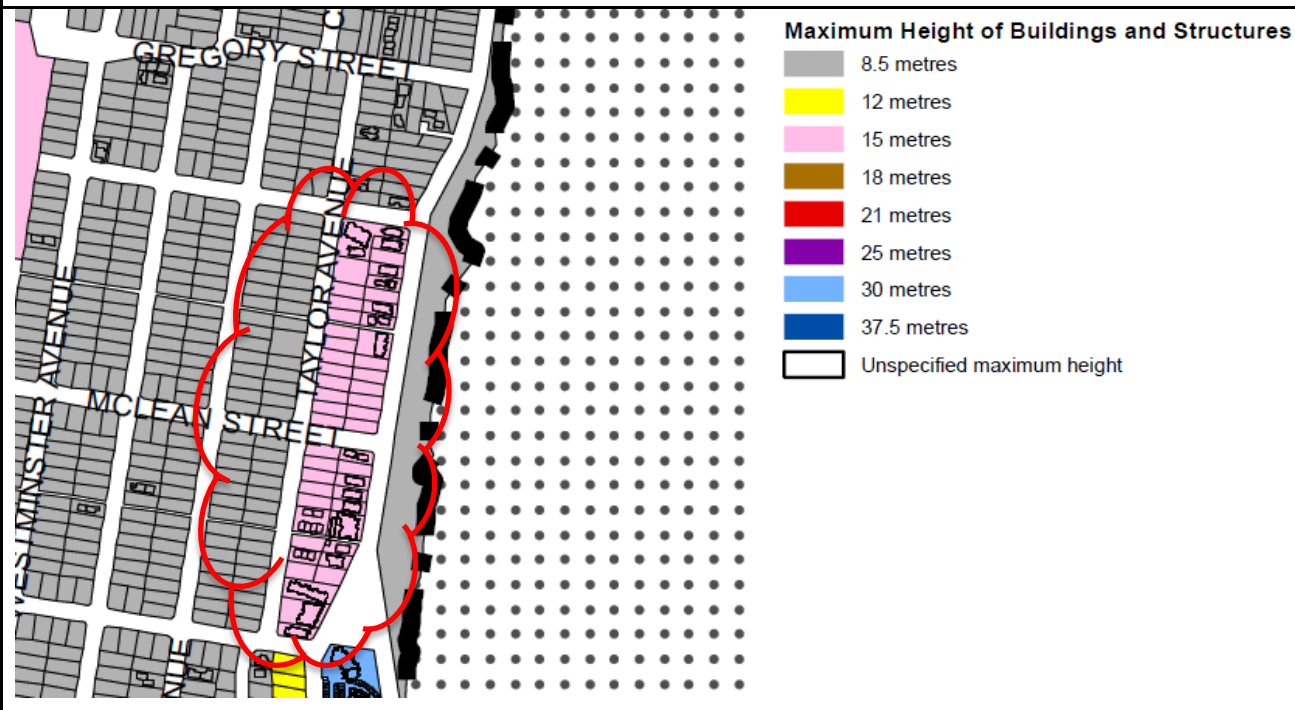 GREGORY STREET
TAYLOR AVENUE
MCLEAN STREET
WESTMINSTER AVENUE
NUE
C
Maximum Height of Buildings and Structures
8.5 metres
12 metres
15 metres
18 metres
21 metres
25 metres
30 metres
37.5 metres
Unspecified maximum height